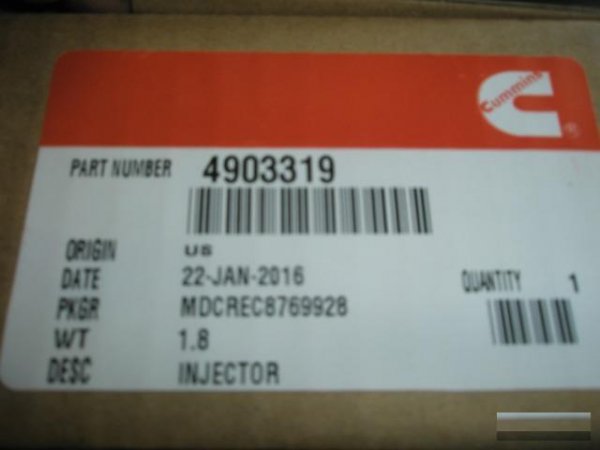 Cummins
®
PART NUMBER 4903319
ORIGIN US
DATE 22-JAN-2016
QUANTITY 1
PKGR MDCREC8769928
WT 1.8
DESC INJECTOR